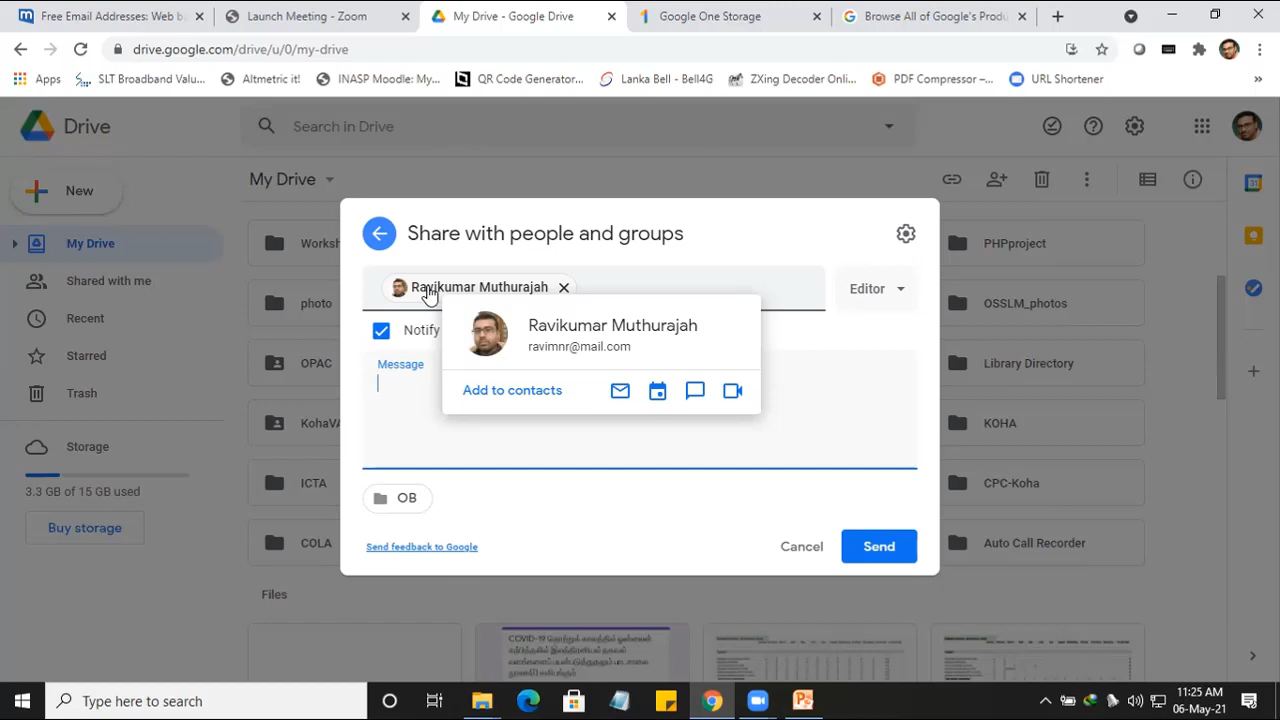 Free Email Addresses: Web b
Launch Meeting - Zoom
My Drive - Google Drive
Google One Storage
Browse All of Google's Produ
drive.google.com/drive/u/0/my-drive
Apps
SLT Broadband Valu...
Altmetric it!
INASP Moodle: My...
QR Code Generator...
Lanka Bell - Bell4G
ZXing Decoder Onli...
PDF Compressor –...
URL Shortener
Drive
Search in Drive
New
My Drive
My Drive
Shared with me
Recent
Starred
Trash
Storage
3.3 GB of 15 GB used
Buy storage
Worksh
photo
OPAC
KohaVA
ICTA
COLA
PHPproject
OSSLM_photos
Library Directory
KOHA
CPC-Koha
Auto Call Recorder
Share with people and groups
Ravikumar Muthurajah
Editor
Notify
Ravikumar Muthurajah
ravimnr@mail.com
Add to contacts
Message
OB
Send feedback to Google
Cancel
Send
Files
Type here to search
11:25 AM
06-May-21